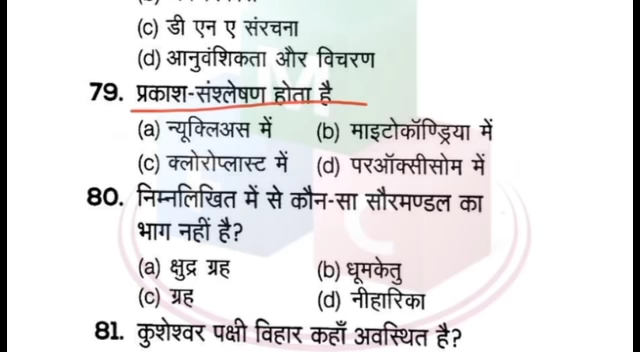 (c) डी एन ए संरचना
(d) आनुवंशिकता और विचरण
79. प्रकाश-संश्लेषण होता है
(a) न्यूक्लिअस में (b) माइटोकॉण्ड्रिया में
(c) क्लोरोप्लास्ट में (d) परऑक्सीसोम में
80. निम्नलिखित में से कौन-सा सौरमण्डल का
भाग नहीं है?
(a) क्षुद्र ग्रह (b) धूमकेतु
(c) ग्रह (d) नीहारिका
81. कुशेश्वर पक्षी विहार कहाँ अवस्थित है?